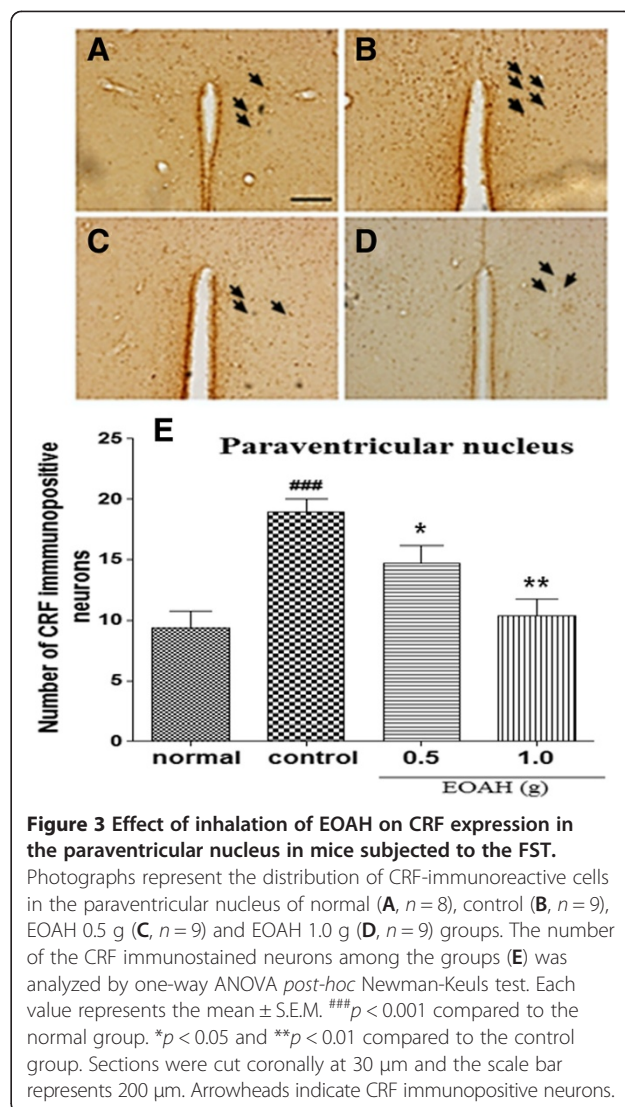 A
B
C
D
E
Paraventricular nucleus
Number of CRF immmunopositive
neurons
25
20
15
10
5
0
###
*
**
normal
control
0.5
1.0
EOAH (g)
Figure 3 Effect of inhalation of EOAH on CRF expression in
the paraventricular nucleus in mice subjected to the FST.
Photographs represent the distribution of CRF-immunoreactive cells
in the paraventricular nucleus of normal (A, n = 8), control (B, n = 9),
EOAH 0.5 g (C, n = 9) and EOAH 1.0 g (D, n = 9) groups. The number
of the CRF immunostained neurons among the groups (E) was
analyzed by one-way ANOVA post-hoc Newman-Keuls test. Each
value represents the mean ± S.E.M. ###p < 0.001 compared to the
normal group. *p < 0.05 and **p < 0.01 compared to the control
group. Sections were cut coronally at 30 μm and the scale bar
represents 200 μm. Arrowheads indicate CRF immunopositive neurons.